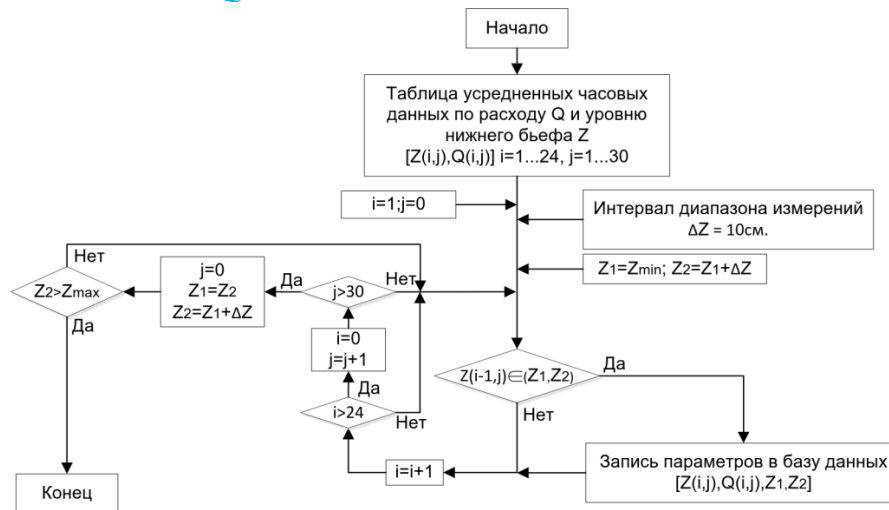 Начало
Таблица усредненных часовых
данных по расходу Q и уровню
нижнего бьефа Z
[Z(i,j),Q(i,j)] i=1...24, j=1...30
i=1;j=0
Интервал диапазона измерений
ΔZ = 10см.
Z1=Zmin; Z2=Z1+ΔZ
Нет
Z2>Zmax
Да
j=0
Z1=Z2
Z2=Z1+ΔZ
Да
j>30
Нет
i=0
j=j+1
Да
i>24
Нет
Z(i-1,j)∈(Z1,Z2)
Да
Нет
i=i+1
Запись параметров в базу данных
[Z(i,j),Q(i,j),Z1,Z2]
Конец